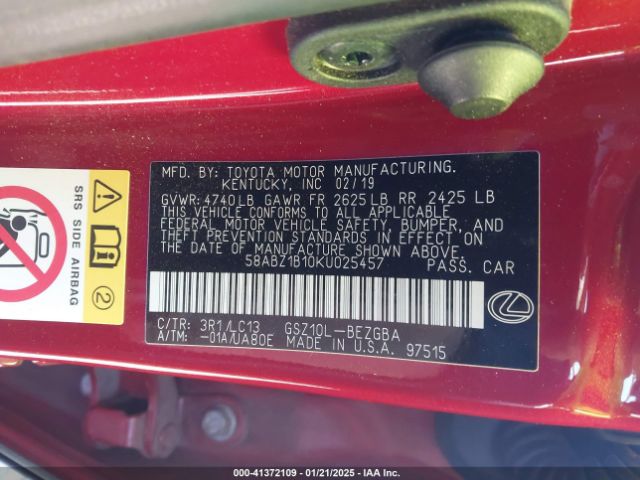 MFD. BY: TOYOTA MOTOR MANUFACTURING.
KENTUCKY, INC 02/19
GVWR: 4740LB GAWR FR 2625LB RR 2425 LB
THIS VEHICLE CONFORMS TO ALL APPLICABLE
FEDERAL MOTOR VEHICLE SAFETY, BUMPER, AND
THEFT PREVENTION STANDARDS IN EFFECT ON
THE DATE OF MANUFACTURE SHOWN ABOVE.
58ABZ1B10KU025457 PASS. CAR
C/TR: 3R1/LC13 GSZ10L-BEZGBA
A/TM: -01A/UA80E MADE IN U.S.A. 97515
SRS SIDE AIRBAG
2
000-41372109 - 01/21/2025 - IAA Inc.